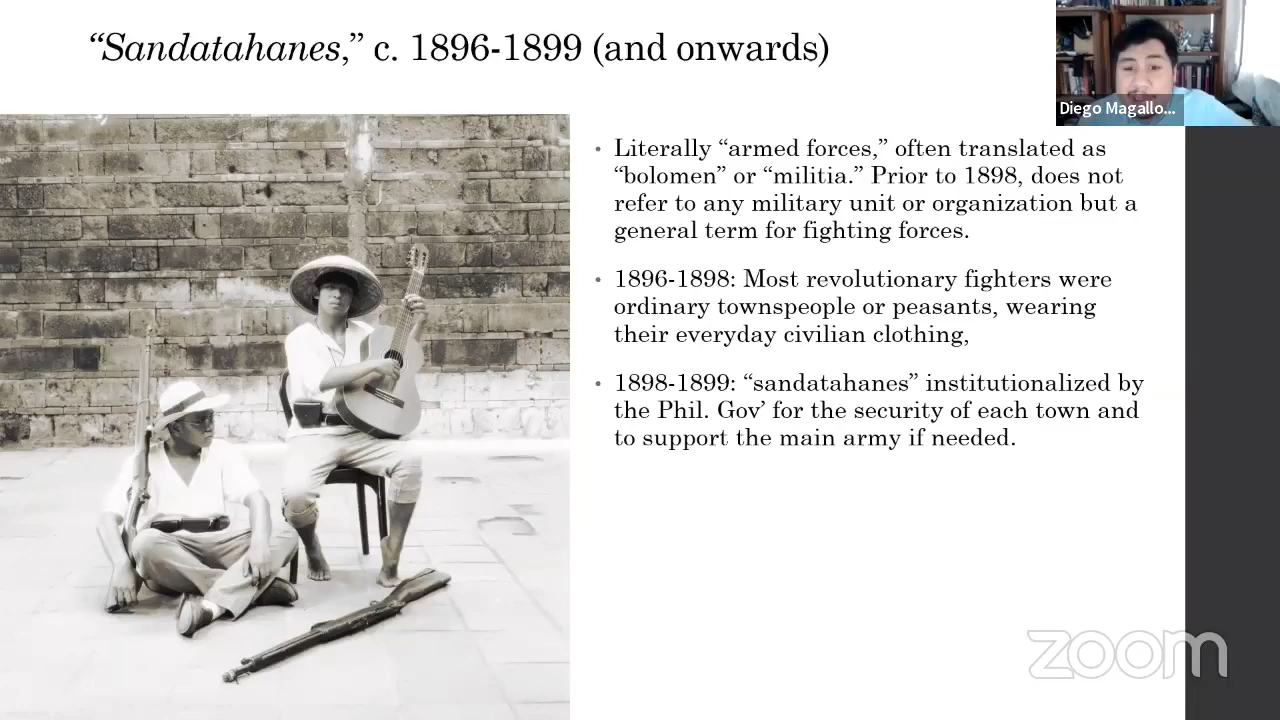 “Sandatahanes,” c. 1896-1899 (and onwards)
Diego Magallo...
• Literally “armed forces,” often translated as
“bolomen” or “militia.” Prior to 1898, does not
refer to any military unit or organization but a
general term for fighting forces.
• 1896-1898: Most revolutionary fighters were
ordinary townspeople or peasants, wearing
their everyday civilian clothing,
• 1898-1899: “sandatahanes” institutionalized by
the Phil. Gov’ for the security of each town and
to support the main army if needed.
zoom